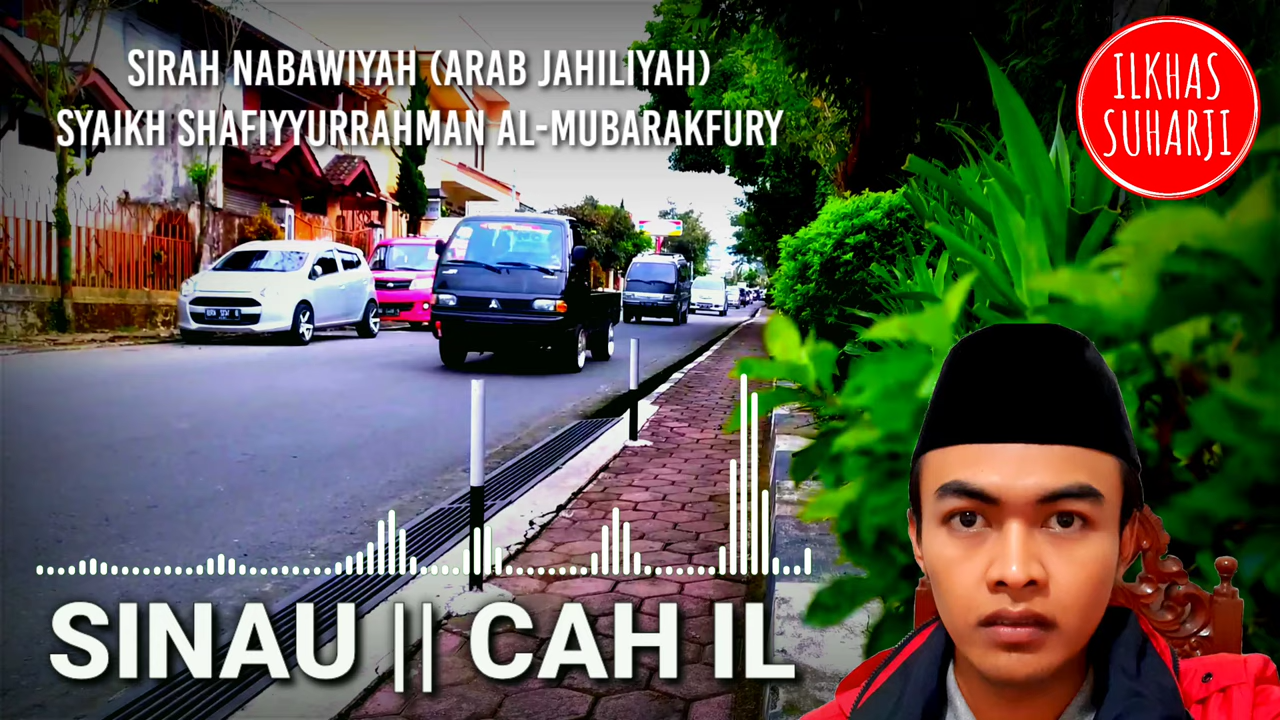 SIRAH NABAWIYAH (ARAB JAHILIYAH)
SYAIKH SHAFIYYURRAHMAN AL-MUBARAKFURY
ILKHAS
SUHARJI
SINAU || CAH IL